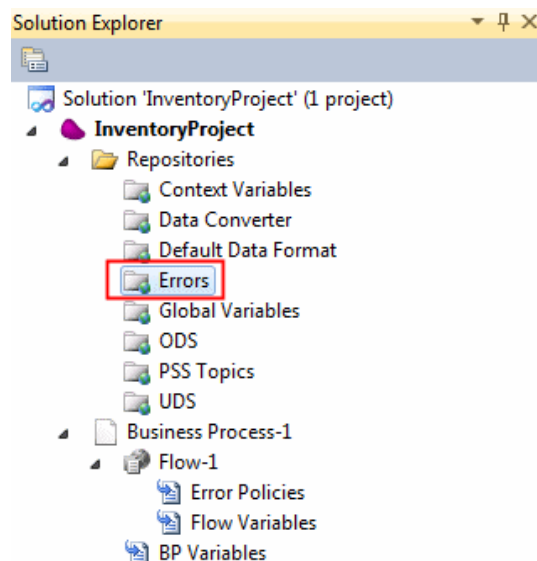 Solution Explorer
Solution 'InventoryProject' (1 project)
InventoryProject
Repositories
Context Variables
Data Converter
Default Data Format
Errors
Global Variables
ODS
PSS Topics
UDS
Business Process-1
Flow-1
Error Policies
Flow Variables
BP Variables